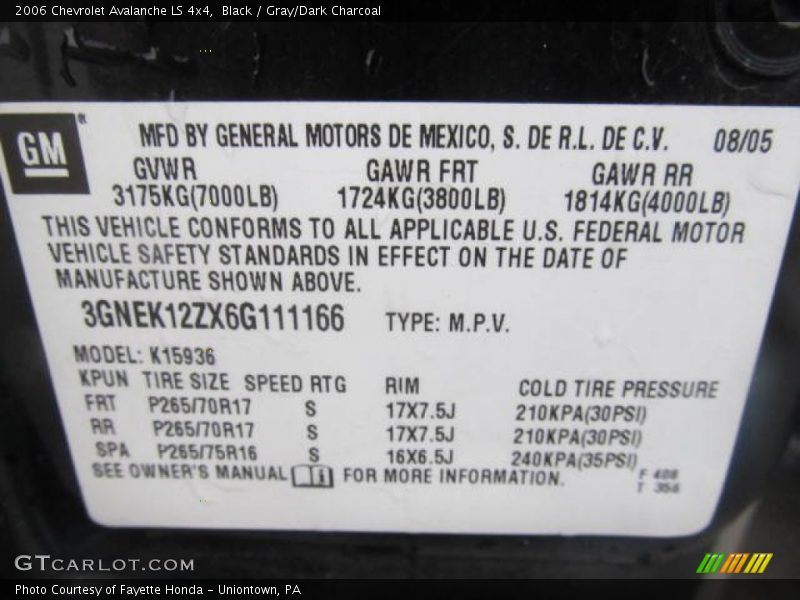 2006 Chevrolet Avalanche LS 4x4, Black / Gray/Dark Charcoal
GM®
MFD BY GENERAL MOTORS DE MEXICO, S. DE R.L. DE C.V. 08/05
GVWR GAWR FRT GAWR RR
3175KG(7000LB) 1724KG(3800LB) 1814KG(4000LB)
THIS VEHICLE CONFORMS TO ALL APPLICABLE U.S. FEDERAL MOTOR
VEHICLE SAFETY STANDARDS IN EFFECT ON THE DATE OF
MANUFACTURE SHOWN ABOVE.
3GNEK12ZX6G111166 TYPE: M.P.V.
MODEL: K15936
KPUN TIRE SIZE SPEED RTG RIM COLD TIRE PRESSURE
FRT P265/70R17 S 17X7.5J 210KPA(30PSI)
RR P265/70R17 S 17X7.5J 210KPA(30PSI)
SPA P265/75R16 S 16X6.5J 240KPA(35PSI)
SEE OWNER'S MANUAL FOR MORE INFORMATION.
F 408
T 356
GTCARLOT.COM
Photo Courtesy of Fayette Honda - Uniontown, PA